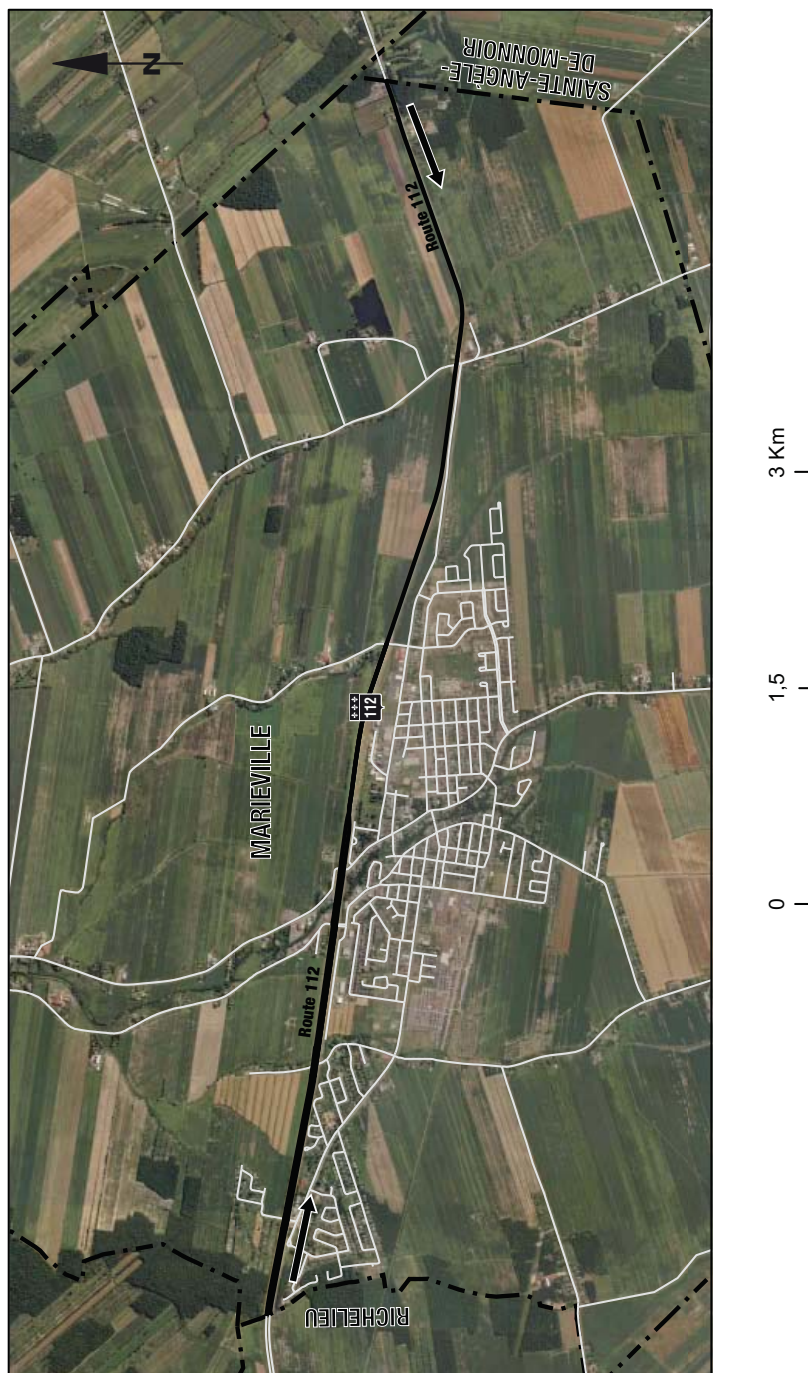 N
SAINTE-ANGÈLE-
DE-MONNOIR
Route 112
112
MARIEVILLE
Route 112
RICHELIEU
0
1,5
3 Km